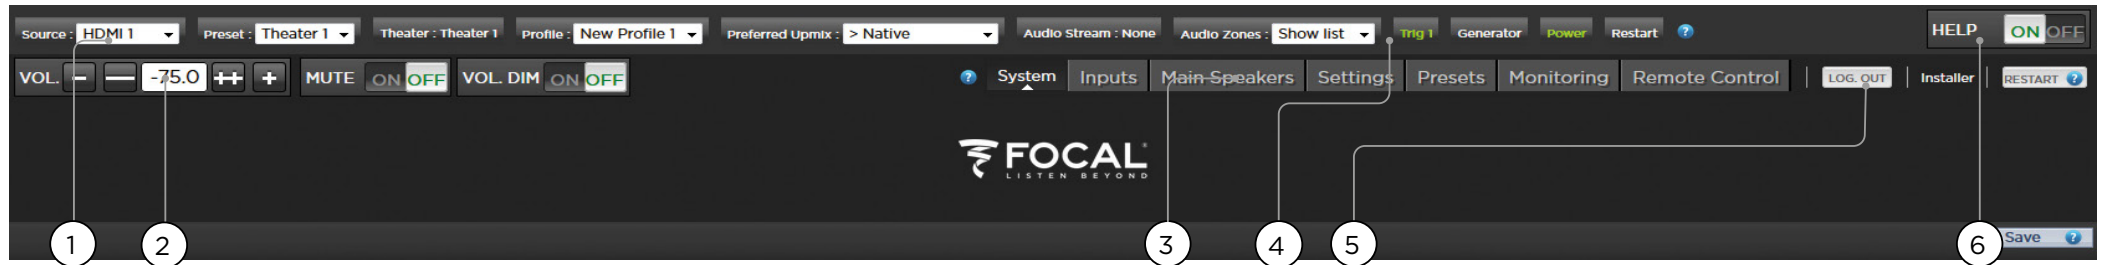 Source : HDMI 1 Preset : Theater 1 Theater : Theater 1 Profile : New Profile 1 Preferred Upmix : > Native Audio Stream : None Audio Zones : Show list Trig 1 Generator Power Restart ? HELP ON OFF
VOL. - — -75.0 ++ + MUTE ON OFF VOL. DIM ON OFF ? System Inputs Main Speakers Settings Presets Monitoring Remote Control LOG. OUT Installer RESTART ?
FOCAL®
LISTEN BEYOND
1 2 3 4 5 6 Save ?